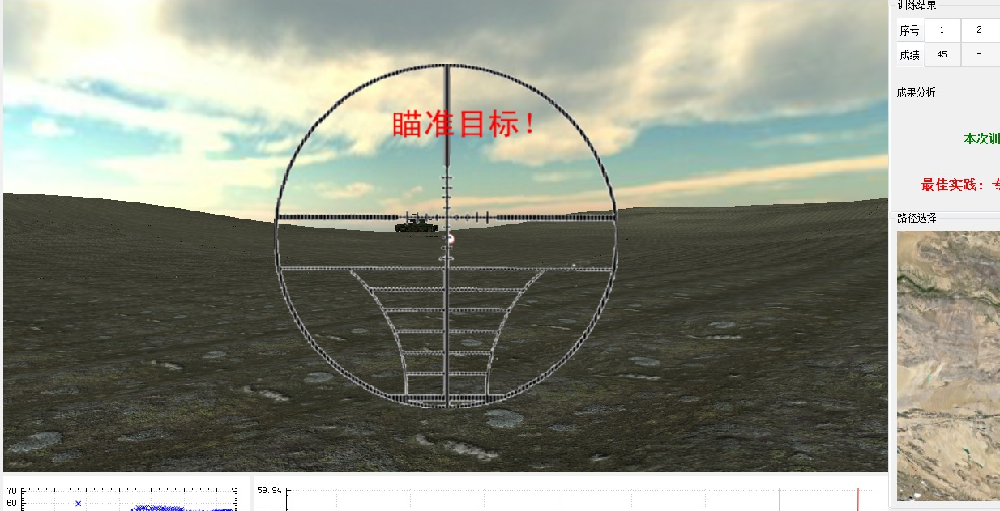 训练结果
序号 1 2
成绩 45 -
瞄准目标！
成果分析:
本次训
最佳实践:
路径选择
70
60
59.94